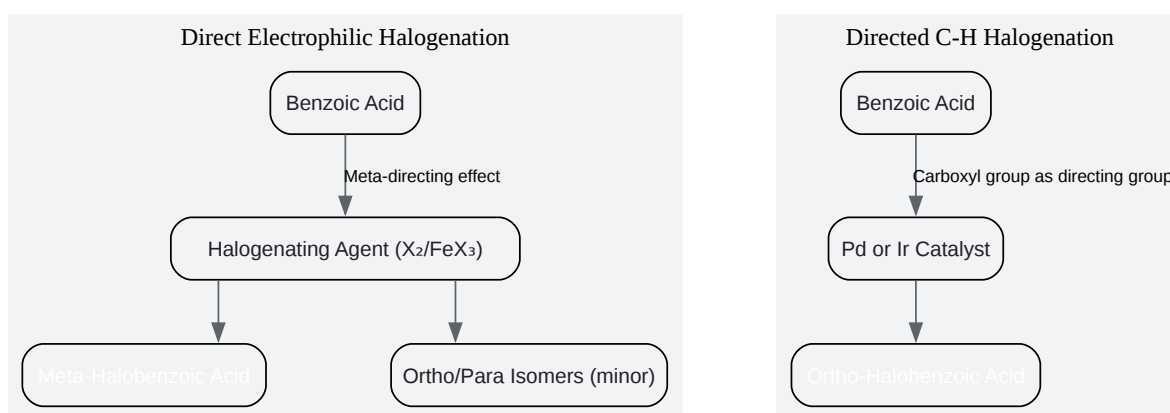 Direct Electrophilic Halogenation
Benzoic Acid
Meta-directing effect
Halogenating Agent (X₂/FeX₃)
Meta-Halobenzoic Acid
Ortho/Para Isomers (minor)
Directed C-H Halogenation
Benzoic Acid
Carboxyl group as directing group
Pd or Ir Catalyst
Ortho-Halobenzoic Acid